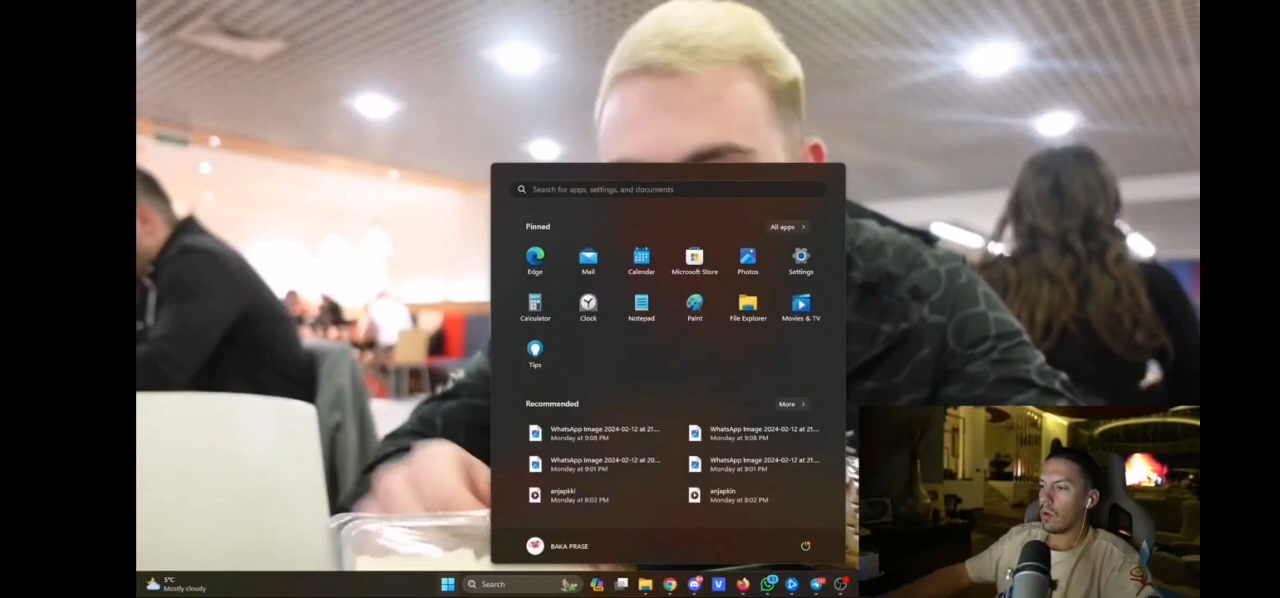 Search for apps, settings, and documents
Pinned
All apps
Edge
Mail
Calendar
Microsoft Store
Photos
Settings
Calculator
Clock
Notepad
Paint
File Explorer
Movies & TV
Tips
Recommended
More
WhatsApp Image 2024-02-12 at 21....
Monday at 9:08 PM
WhatsApp Image 2024-02-12 at 21....
Monday at 9:08 PM
WhatsApp Image 2024-02-12 at 20....
Monday at 9:01 PM
WhatsApp Image 2024-02-12 at 21....
Monday at 9:01 PM
Monday at 8:02 PM
Monday at 8:02 PM
BAKA PRASE
5°C
Mostly cloudy
Search